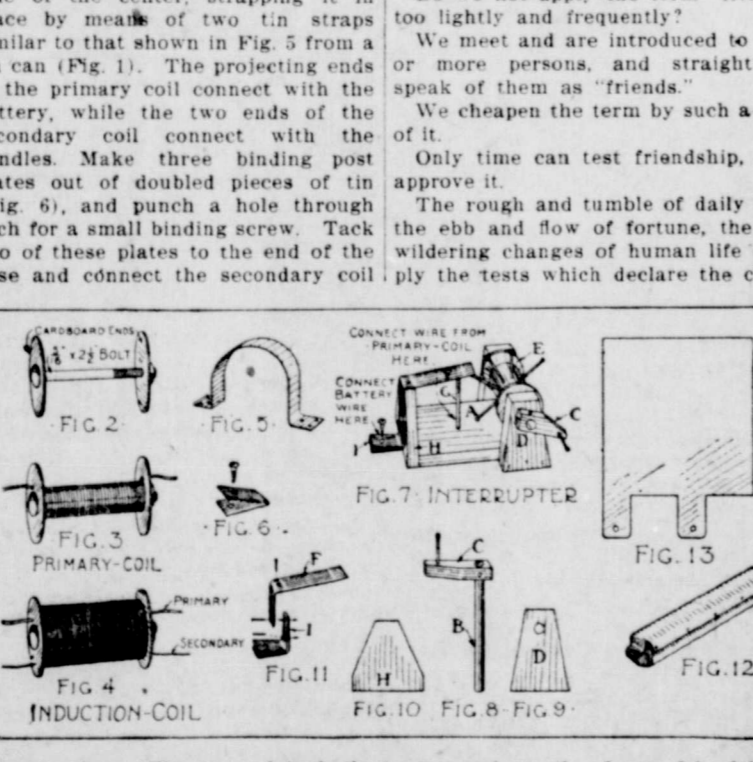 ace by means of two tin straps
milar to that shown in Fig. 5 from a
can (Fig. 1). The projecting ends
the primary coil connect with the
ttery, while the two ends of the
condary coil connect with the
ndles. Make three binding post
ates out of doubled pieces of tin
ig. 6), and punch a hole through
ch for a small binding screw. Tack
o of these plates to the end of the
se and connect the secondary coil
too lightly and frequently?
We meet and are introduced to
or more persons, and straight
speak of them as "friends."
We cheapen the term by such a
of it.
Only time can test friendship,
approve it.
The rough and tumble of daily
the ebb and flow of fortune, the
wildering changes of human life
ply the tests which declare the c
CARDBOARD ENDS
x 2½" BOLT
FIG. 2
FIG. 5
CONNECT WIRE FROM
PRIMARY-COIL
HERE
CONNECT
BATTERY
WIRE
HERE
E
G
A
C
D
H
I
FIG. 7 INTERRUPTER
FIG. 3
PRIMARY-COIL
FIG. 6
FIG. 13
PRIMARY
SECONDARY
FIG 4
INDUCTION-COIL
F
I
FIG. 11
H
FIG. 10
C
B
FIG. 8
D
FIG 9
FIG. 12